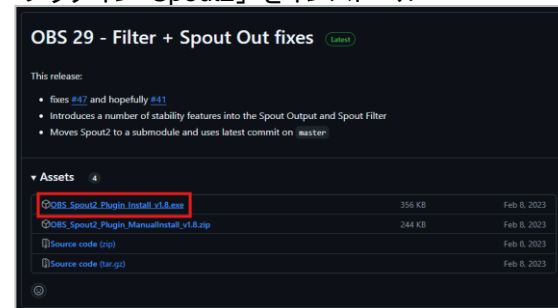 OBS 29 - Filter + Spout Out fixes Latest
This release:
• fixes #47 and hopefully #41
• Introduces a number of stability features into the Spout Output and Spout Filter
• Moves Spout2 to a submodule and uses latest commit on master
▾ Assets 4
OBS_Spout2_Plugin_Install_v1.8.exe 356 KB Feb 8, 2023
OBS_Spout2_Plugin_ManualInstall_v1.8.zip 244 KB Feb 8, 2023
Source code (zip) Feb 8, 2023
Source code (tar.gz) Feb 8, 2023